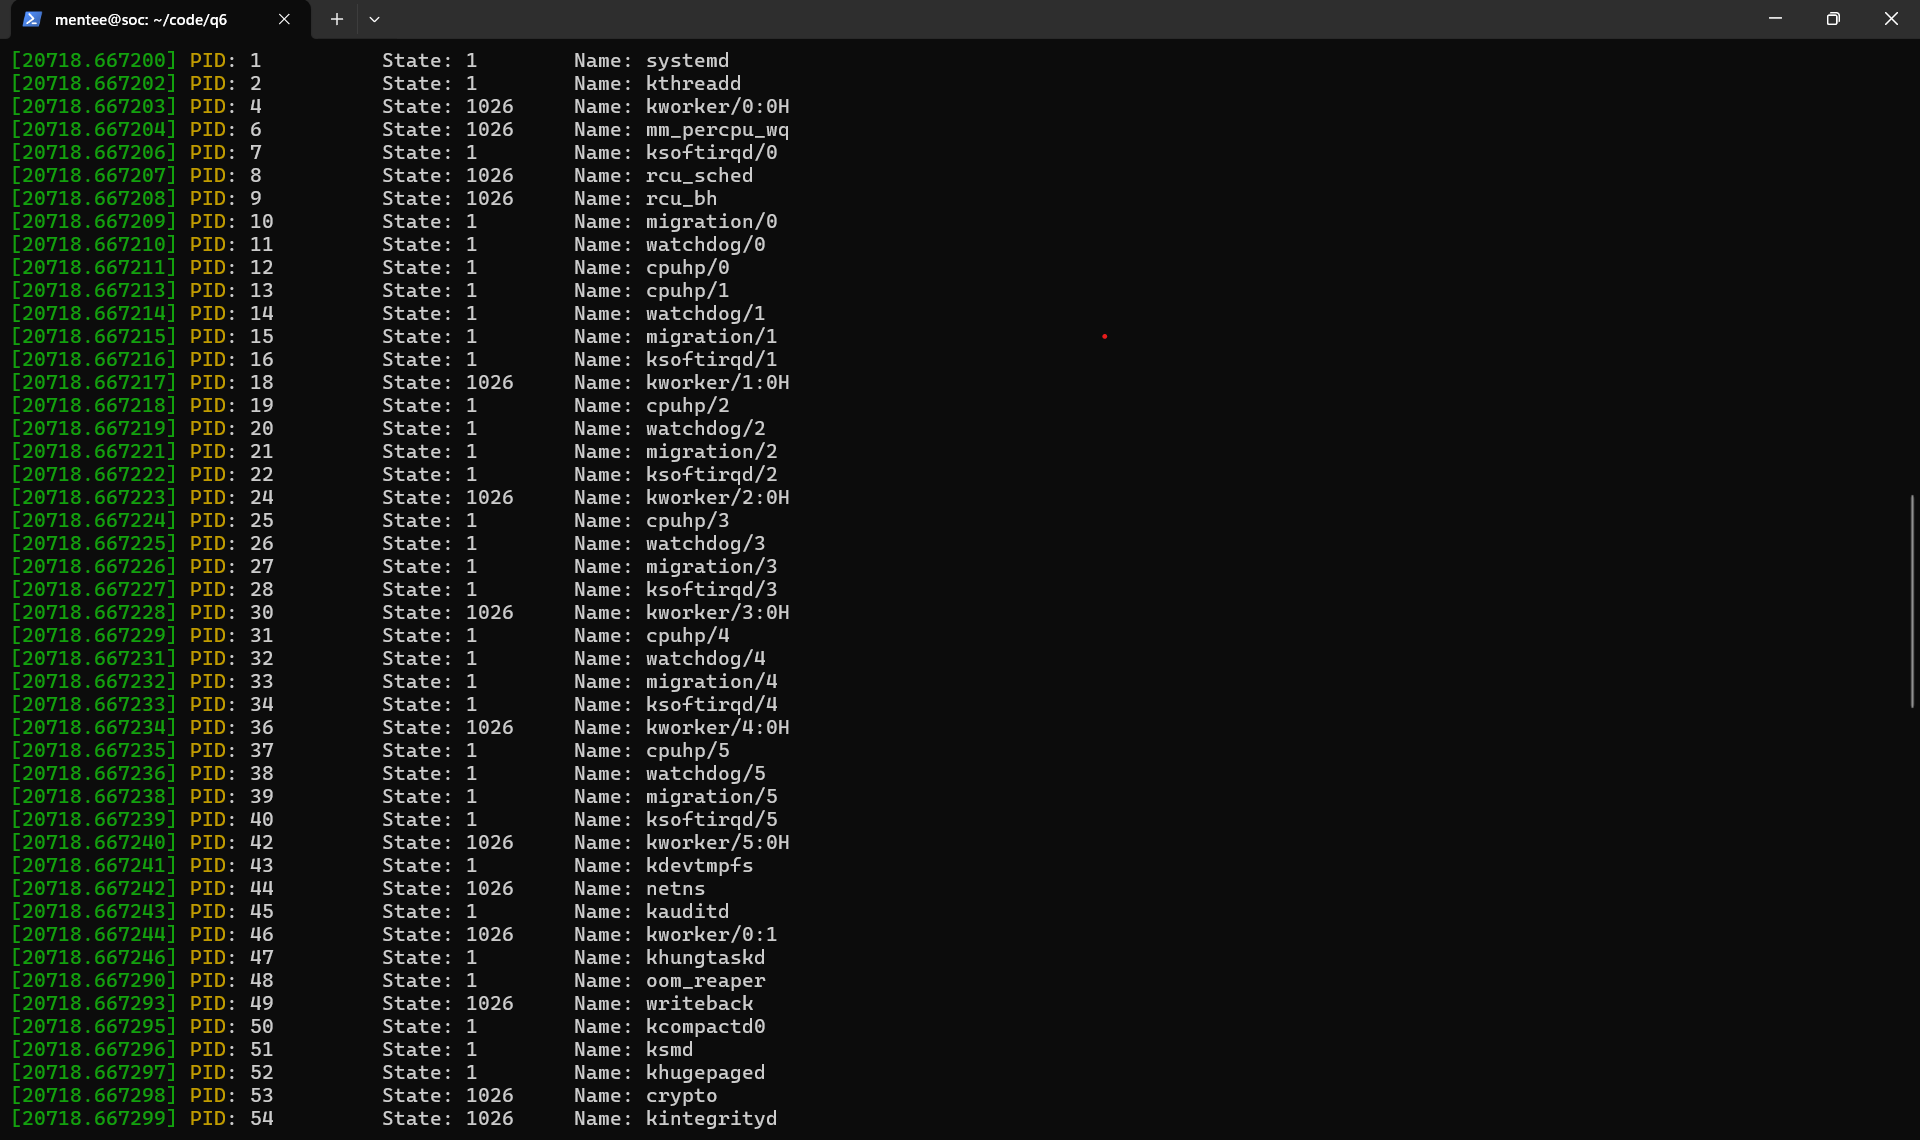 mentee@soc: ~/code/q6
[20718.667200] PID: 1 State: 1 Name: systemd
[20718.667202] PID: 2 State: 1 Name: kthreadd
[20718.667203] PID: 4 State: 1026 Name: kworker/0:0H
[20718.667204] PID: 6 State: 1026 Name: mm_percpu_wq
[20718.667206] PID: 7 State: 1 Name: ksoftirqd/0
[20718.667207] PID: 8 State: 1026 Name: rcu_sched
[20718.667208] PID: 9 State: 1026 Name: rcu_bh
[20718.667209] PID: 10 State: 1 Name: migration/0
[20718.667210] PID: 11 State: 1 Name: watchdog/0
[20718.667211] PID: 12 State: 1 Name: cpuhp/0
[20718.667213] PID: 13 State: 1 Name: cpuhp/1
[20718.667214] PID: 14 State: 1 Name: watchdog/1
[20718.667215] PID: 15 State: 1 Name: migration/1
[20718.667216] PID: 16 State: 1 Name: ksoftirqd/1
[20718.667217] PID: 18 State: 1026 Name: kworker/1:0H
[20718.667218] PID: 19 State: 1 Name: cpuhp/2
[20718.667219] PID: 20 State: 1 Name: watchdog/2
[20718.667221] PID: 21 State: 1 Name: migration/2
[20718.667222] PID: 22 State: 1 Name: ksoftirqd/2
[20718.667223] PID: 24 State: 1026 Name: kworker/2:0H
[20718.667224] PID: 25 State: 1 Name: cpuhp/3
[20718.667225] PID: 26 State: 1 Name: watchdog/3
[20718.667226] PID: 27 State: 1 Name: migration/3
[20718.667227] PID: 28 State: 1 Name: ksoftirqd/3
[20718.667228] PID: 30 State: 1026 Name: kworker/3:0H
[20718.667229] PID: 31 State: 1 Name: cpuhp/4
[20718.667231] PID: 32 State: 1 Name: watchdog/4
[20718.667232] PID: 33 State: 1 Name: migration/4
[20718.667233] PID: 34 State: 1 Name: ksoftirqd/4
[20718.667234] PID: 36 State: 1026 Name: kworker/4:0H
[20718.667235] PID: 37 State: 1 Name: cpuhp/5
[20718.667236] PID: 38 State: 1 Name: watchdog/5
[20718.667238] PID: 39 State: 1 Name: migration/5
[20718.667239] PID: 40 State: 1 Name: ksoftirqd/5
[20718.667240] PID: 42 State: 1026 Name: kworker/5:0H
[20718.667241] PID: 43 State: 1 Name: kdevtmpfs
[20718.667242] PID: 44 State: 1026 Name: netns
[20718.667243] PID: 45 State: 1 Name: kauditd
[20718.667244] PID: 46 State: 1026 Name: kworker/0:1
[20718.667246] PID: 47 State: 1 Name: khungtaskd
[20718.667290] PID: 48 State: 1 Name: oom_reaper
[20718.667293] PID: 49 State: 1026 Name: writeback
[20718.667295] PID: 50 State: 1 Name: kcompactd0
[20718.667296] PID: 51 State: 1 Name: ksmd
[20718.667297] PID: 52 State: 1 Name: khugepaged
[20718.667298] PID: 53 State: 1026 Name: crypto
[20718.667299] PID: 54 State: 1026 Name: kintegrityd